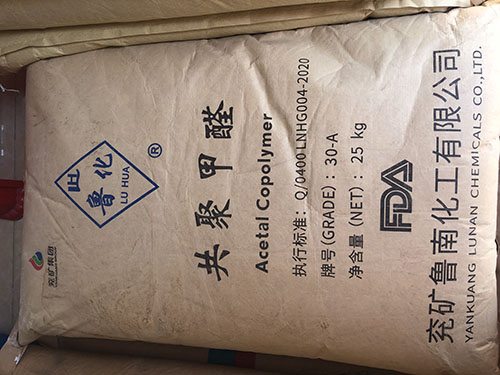 兖矿集团
鲁化
LU HUA
®
共聚甲醛
Acetal Copolymer
执行标准：Q/0400 LNHG004-2020
牌号(GRADE)：30-A
净含量(NET)：25 kg
FDA
兖矿鲁南化工有限公司
YANKUANG LUNAN CHEMICALS CO.,LTD.